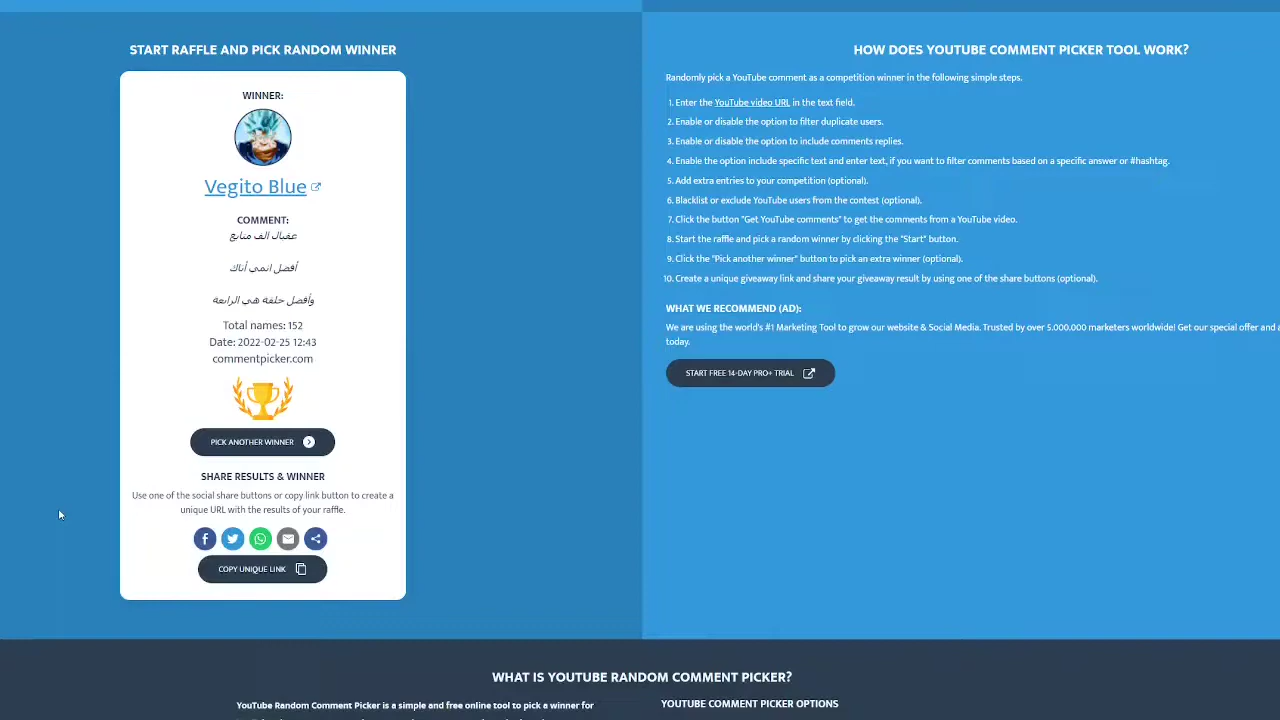 START RAFFLE AND PICK RANDOM WINNER
WINNER:
Vegito Blue
COMMENT:
عقبال الف متابع
أفضل انمي أتاك
وأفضل حلقة هي الرابعة
Total names: 152
Date: 2022-02-25 12:43
commentpicker.com
PICK ANOTHER WINNER
SHARE RESULTS & WINNER
Use one of the social share buttons or copy link button to create a
unique URL with the results of your raffle.
COPY UNIQUE LINK
HOW DOES YOUTUBE COMMENT PICKER TOOL WORK?
Randomly pick a YouTube comment as a competition winner in the following simple steps.
1. Enter the YouTube video URL in the text field.
2. Enable or disable the option to filter duplicate users.
3. Enable or disable the option to include comments replies.
4. Enable the option include specific text and enter text, if you want to filter comments based on a specific answer or #hashtag.
5. Add extra entries to your competition (optional).
6. Blacklist or exclude YouTube users from the contest (optional).
7. Click the button "Get YouTube comments" to get the comments from a YouTube video.
8. Start the raffle and pick a random winner by clicking the "Start" button.
9. Click the "Pick another winner" button to pick an extra winner (optional).
10. Create a unique giveaway link and share your giveaway result by using one of the share buttons (optional).
WHAT WE RECOMMEND (AD):
We are using the world's #1 Marketing Tool to grow our website & Social Media. Trusted by over 5.000.000 marketers worldwide! Get our special offer and
today.
START FREE 14-DAY PRO+ TRIAL
WHAT IS YOUTUBE RANDOM COMMENT PICKER?
YouTube Random Comment Picker is a simple and free online tool to pick a winner for
YOUTUBE COMMENT PICKER OPTIONS